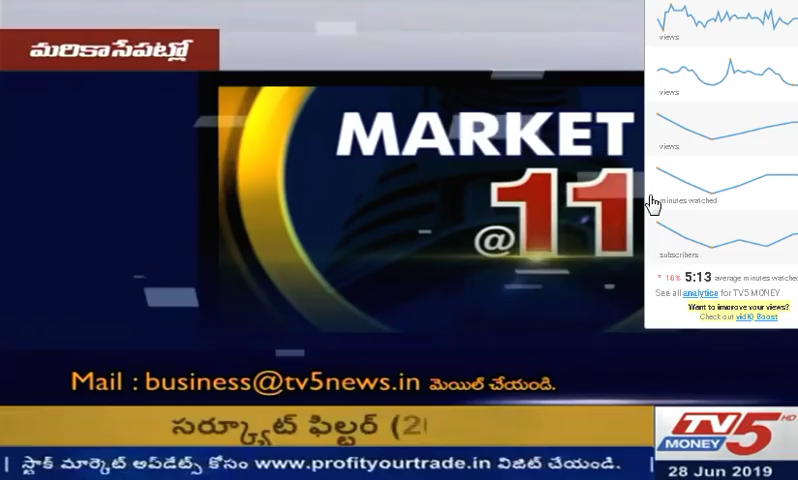 మరికాసేపట్లో
MARKET
@11
views
views
views
minutes watched
subscribers
▼ 16% 5:13 average minutes watched
See all analytics for TV5 MONEY
Want to improve your views?
Check out vidIQ Boost
Mail : business@tv5news.in మెయిల్ చేయండి.
సర్క్యూట్ ఫిల్టర్ (2
TV5 HD
MONEY
| స్టాక్ మార్కెట్ అప్‌డేట్స్ కోసం www.profityourtrade.in విజిట్ చేయండి. |
28 Jun 2019